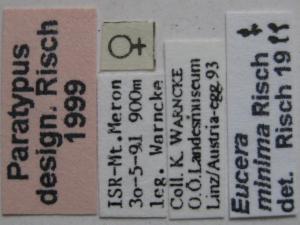 Paratypus
design. Risch
1999
♀
ISR-Mt.Meron
30-5-91 900m
leg. Warncke
Coll. K. WARNCKE
O.Ö.Landesmuseum
Linz/Austria-egg.93
Eucera
minima Risch ♀
det. Risch 19